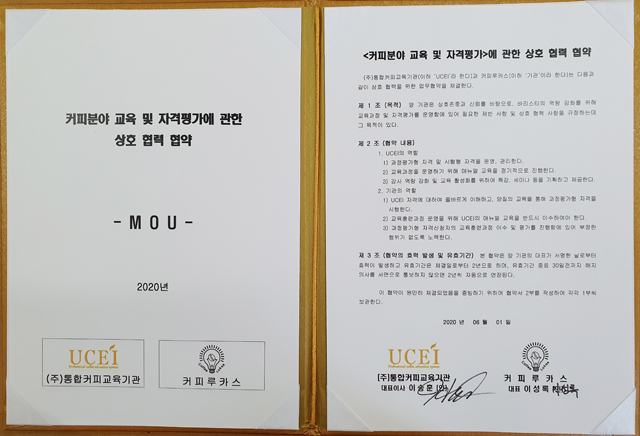 커피분야 교육 및 자격평가에 관한
상호 협력 협약
- M O U -
2020년
UCEI
(주)통합커피교육기관
커 피 루 카 스
<커피분야 교육 및 자격평가>에 관한 상호 협력 협약
(주)통합커피교육기관(이하 'UCEI'라 한다)과 커피루카스(이하 '기관'이라 한다)는 다음과
같이 상호 협력을 위한 업무협약을 체결한다.
제 1 조 (목적) 양 기관은 상호존중과 신뢰를 바탕으로, 바리스타의 역량 강화를 위해
교육과정 및 자격평가를 운영함에 있어 필요한 제반 사항 및 상호 협력 사항을 규정하는데
그 목적이 있다.
제 2 조 (협약 내용)
1. UCEI의 역할
1) 과정평가형 자격 및 시험형 자격을 운영, 관리한다.
2) 교육과정을 운영하기 위해 매뉴얼 교육을 정기적으로 진행한다.
3) 강사 역량 강화 및 교육 활성화를 위하여 특강, 세미나 등을 기획하고 제공한다.
2. 기관의 역할
1) UCEI 자격에 대하여 올바르게 이해하고, 양질의 교육을 통해 과정평가형 자격을
시행한다.
2) 교육훈련과정 운영을 위해 UCEI의 매뉴얼 교육을 반드시 이수하여야 한다.
3) 과정평가형 자격신청자의 교육훈련과정 이수 및 평가를 진행함에 있어 부정한
행위가 없도록 노력한다.
제 3 조 (협약의 효력 발생 및 유효기간) 본 협약은 양 기관의 대표가 서명한 날로부터
효력이 발생하고 유효기간은 체결일로부터 2년으로 하며, 유효기간 종료 30일전까지 해지
의사를 서면으로 통보하지 않으면 2년씩 자동으로 연장된다.
이 협약이 원만히 체결되었음을 증빙하기 위하여 협약서 2부를 작성하여 각각 1부씩
보관한다.
2020 년 06 월 01 일
UCEI
(주)통합커피교육기관
대표이사 이승훈 (인)
커 피 루 카 스
대표 이성록